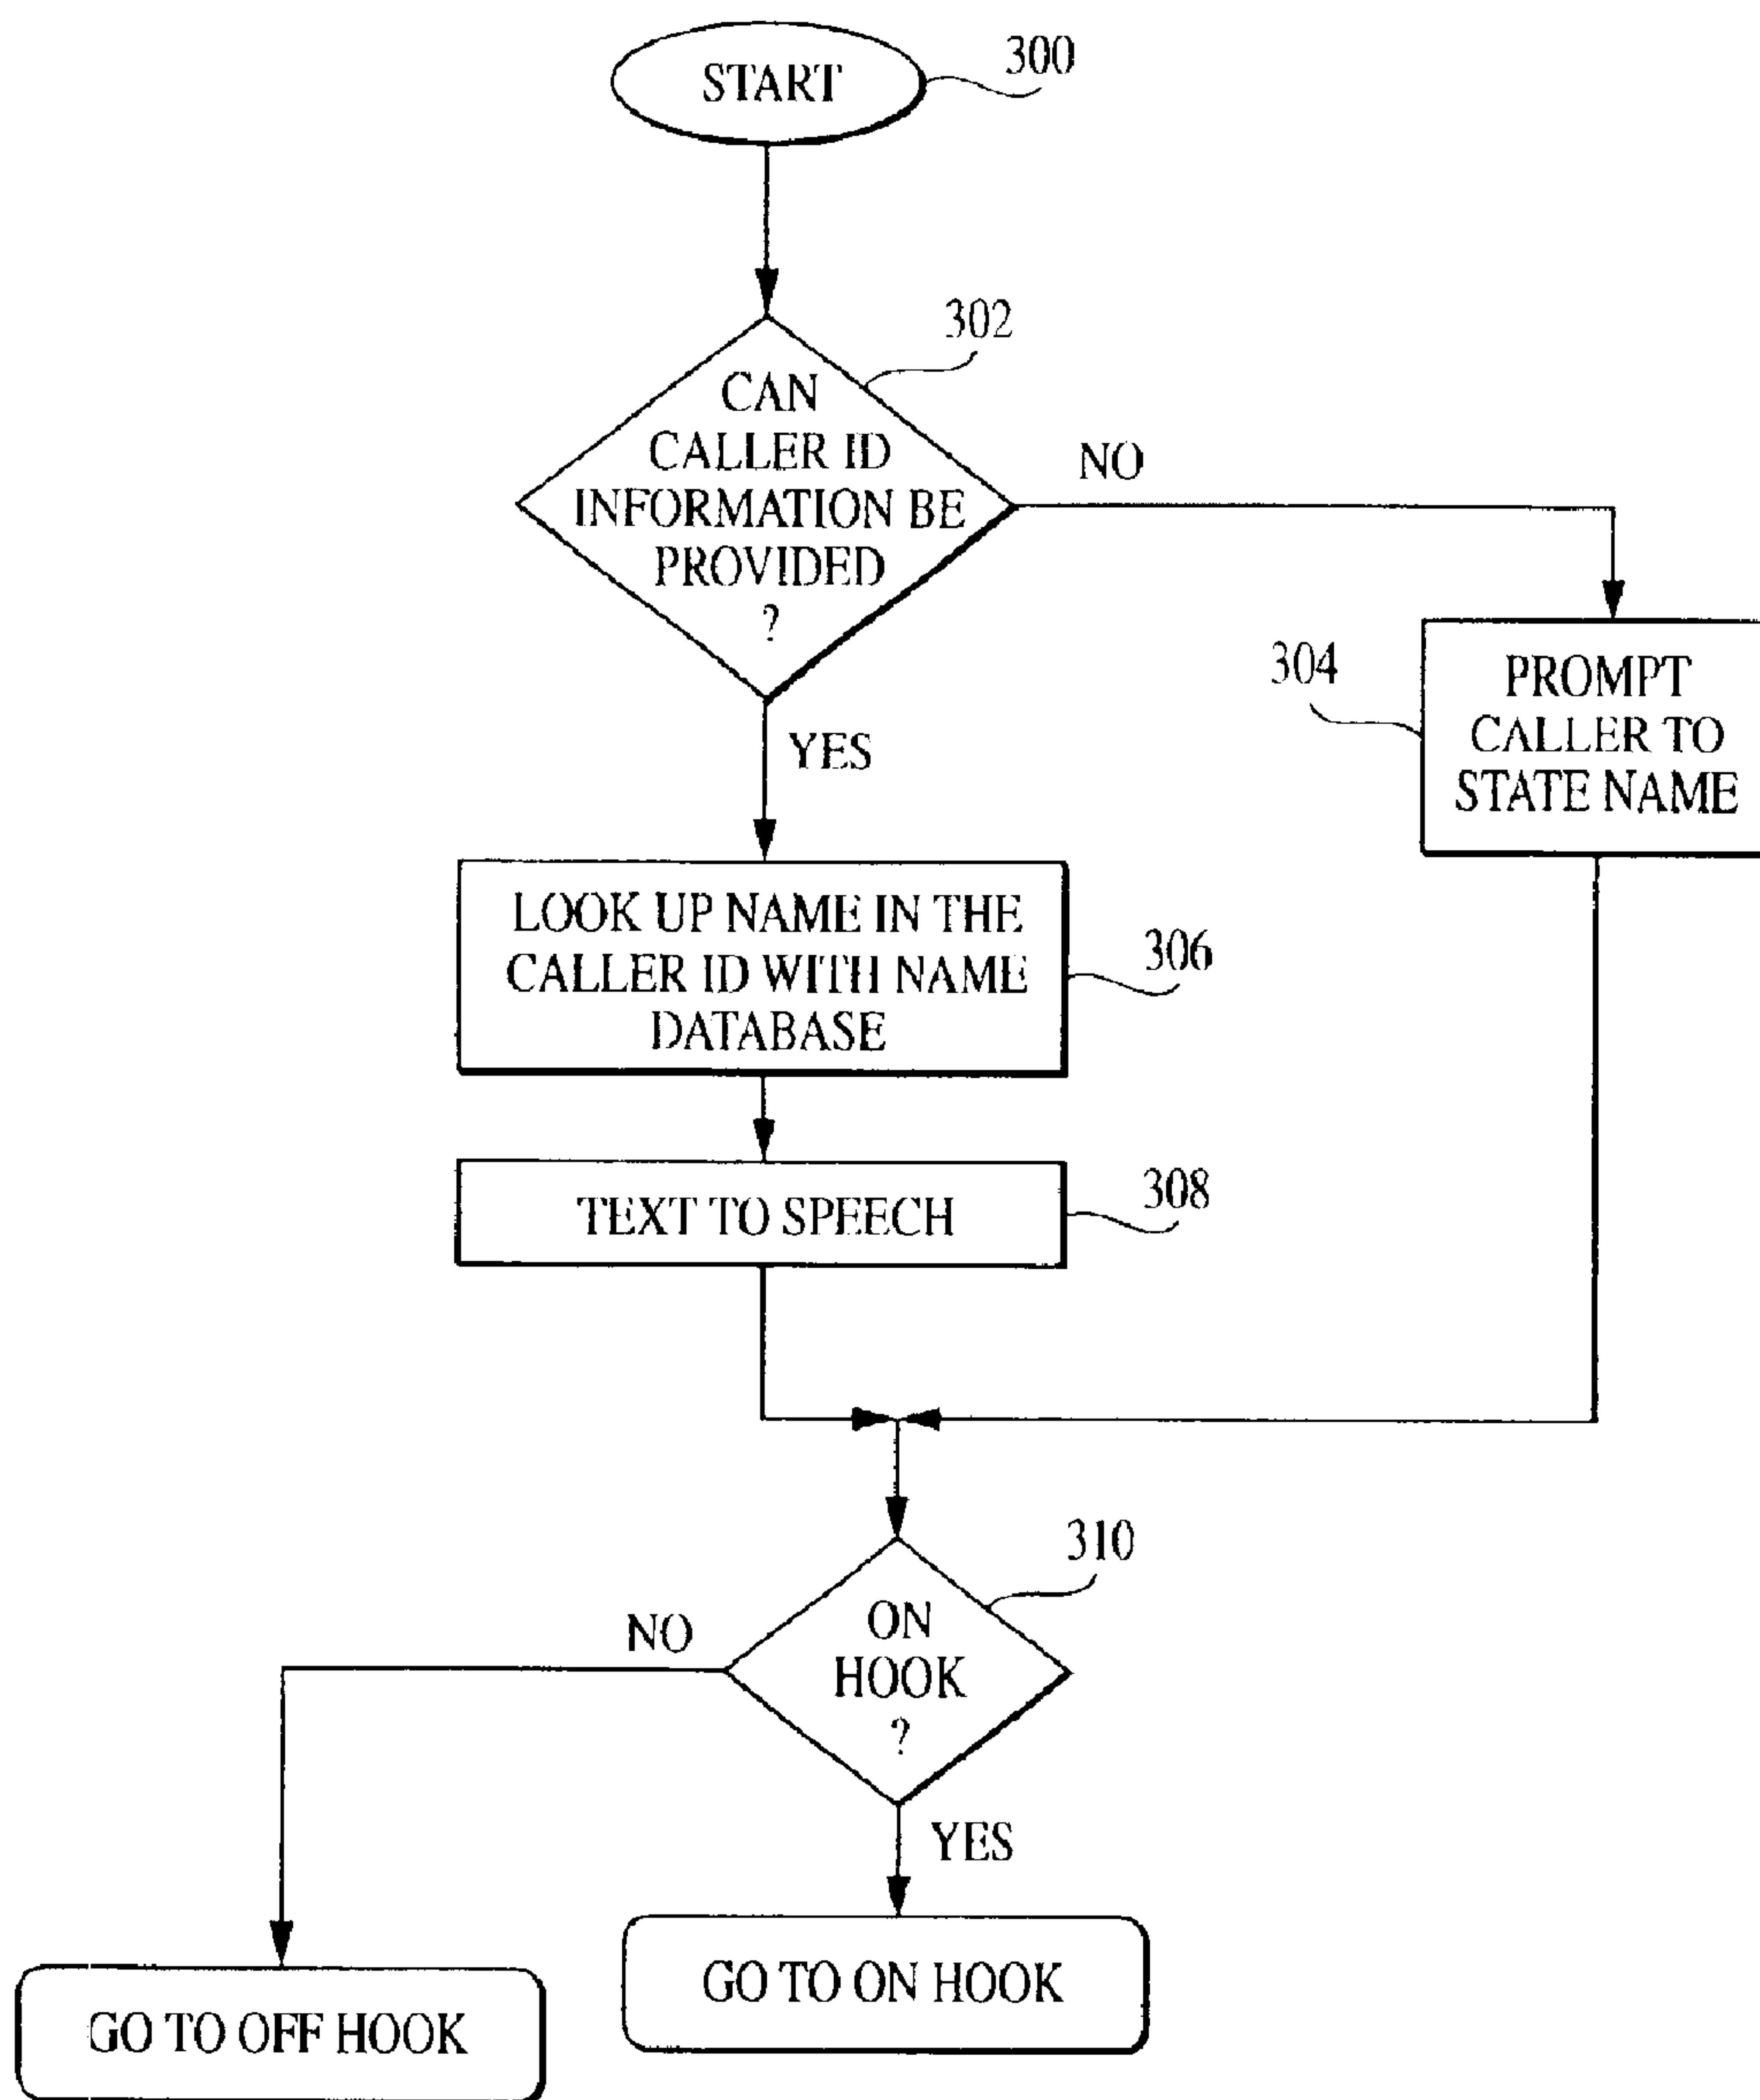 START
300
302
CAN
CALLER ID
INFORMATION BE
PROVIDED
?
NO
YES
304
PROMPT
CALLER TO
STATE NAME
LOOK UP NAME IN THE
CALLER ID WITH NAME
DATABASE
306
TEXT TO SPEECH
308
310
ON
HOOK
?
NO
YES
GO TO ON HOOK
GO TO OFF HOOK